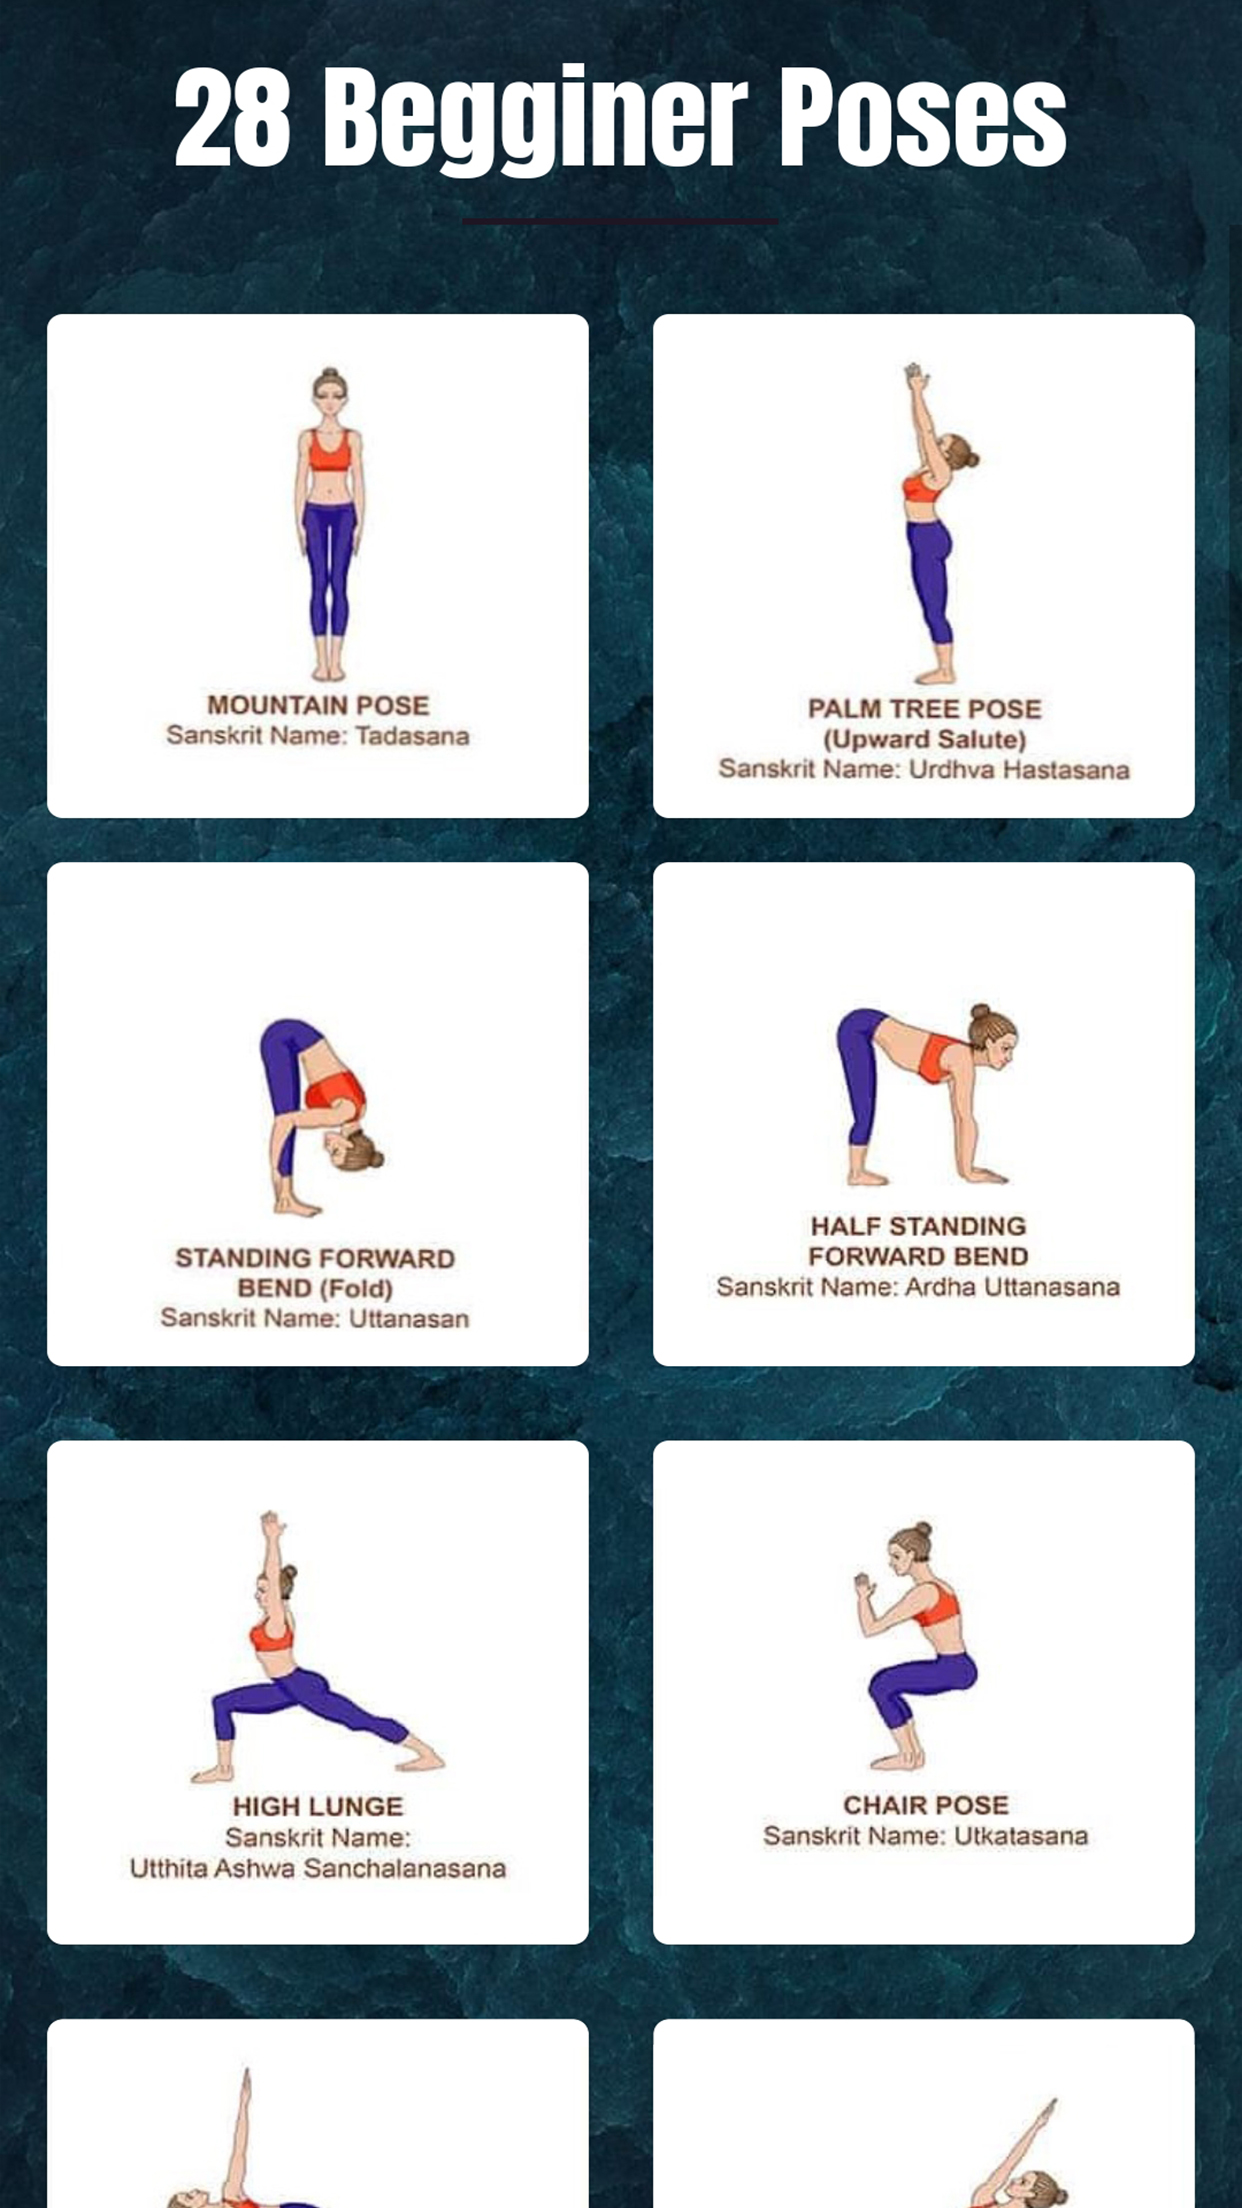 28 Begginer Poses
MOUNTAIN POSE
Sanskrit Name: Tadasana
PALM TREE POSE
(Upward Salute)
Sanskrit Name: Urdhva Hastasana
STANDING FORWARD
BEND (Fold)
Sanskrit Name: Uttanasan
HALF STANDING
FORWARD BEND
Sanskrit Name: Ardha Uttanasana
HIGH LUNGE
Sanskrit Name:
Utthita Ashwa Sanchalanasana
CHAIR POSE
Sanskrit Name: Utkatasana